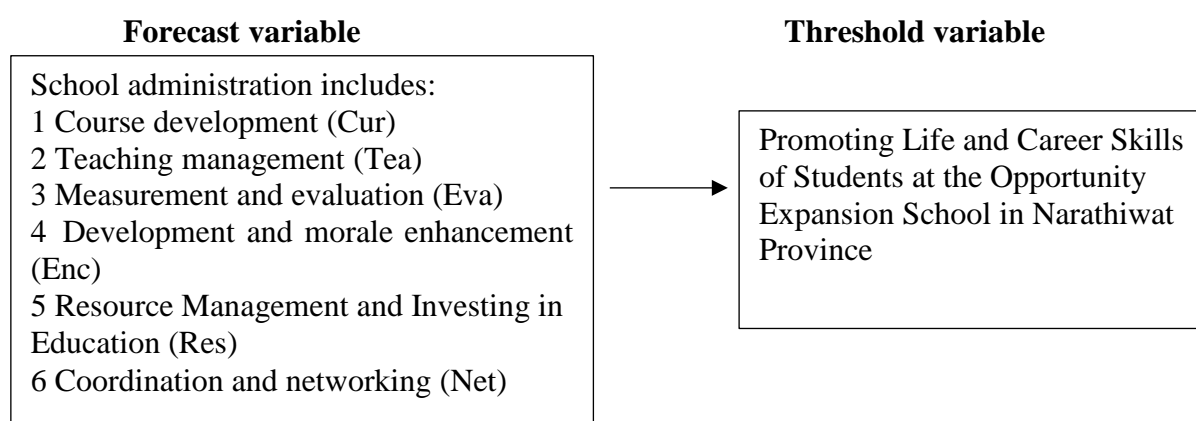 Forecast variable
Threshold variable
School administration includes:
1 Course development (Cur)
2 Teaching management (Tea)
3 Measurement and evaluation (Eva)
4 Development and morale enhancement
(Enc)
5 Resource Management and Investing in
Education (Res)
6 Coordination and networking (Net)
Promoting Life and Career Skills
of Students at the Opportunity
Expansion School in Narathiwat
Province